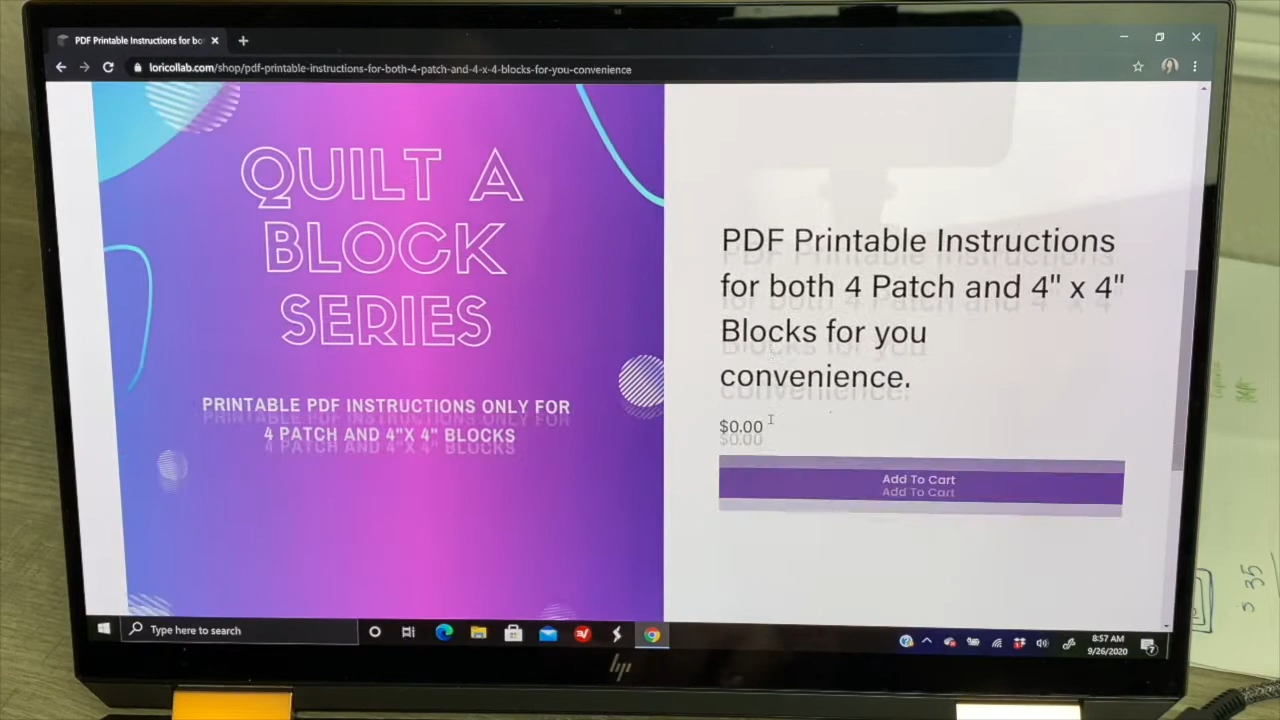 PDF Printable Instructions for bo
loricollab.com/shop/pdf-printable-instructions-for-both-4-patch-and-4-x-4-blocks-for-you-convenience
QUILT A
BLOCK
SERIES
PRINTABLE PDF INSTRUCTIONS ONLY FOR
4 PATCH AND 4"X 4" BLOCKS
PDF Printable Instructions
for both 4 Patch and 4" x 4"
Blocks for you
convenience.
$0.00
Add To Cart
Type here to search
8:57 AM
9/26/2020
7
hp
35